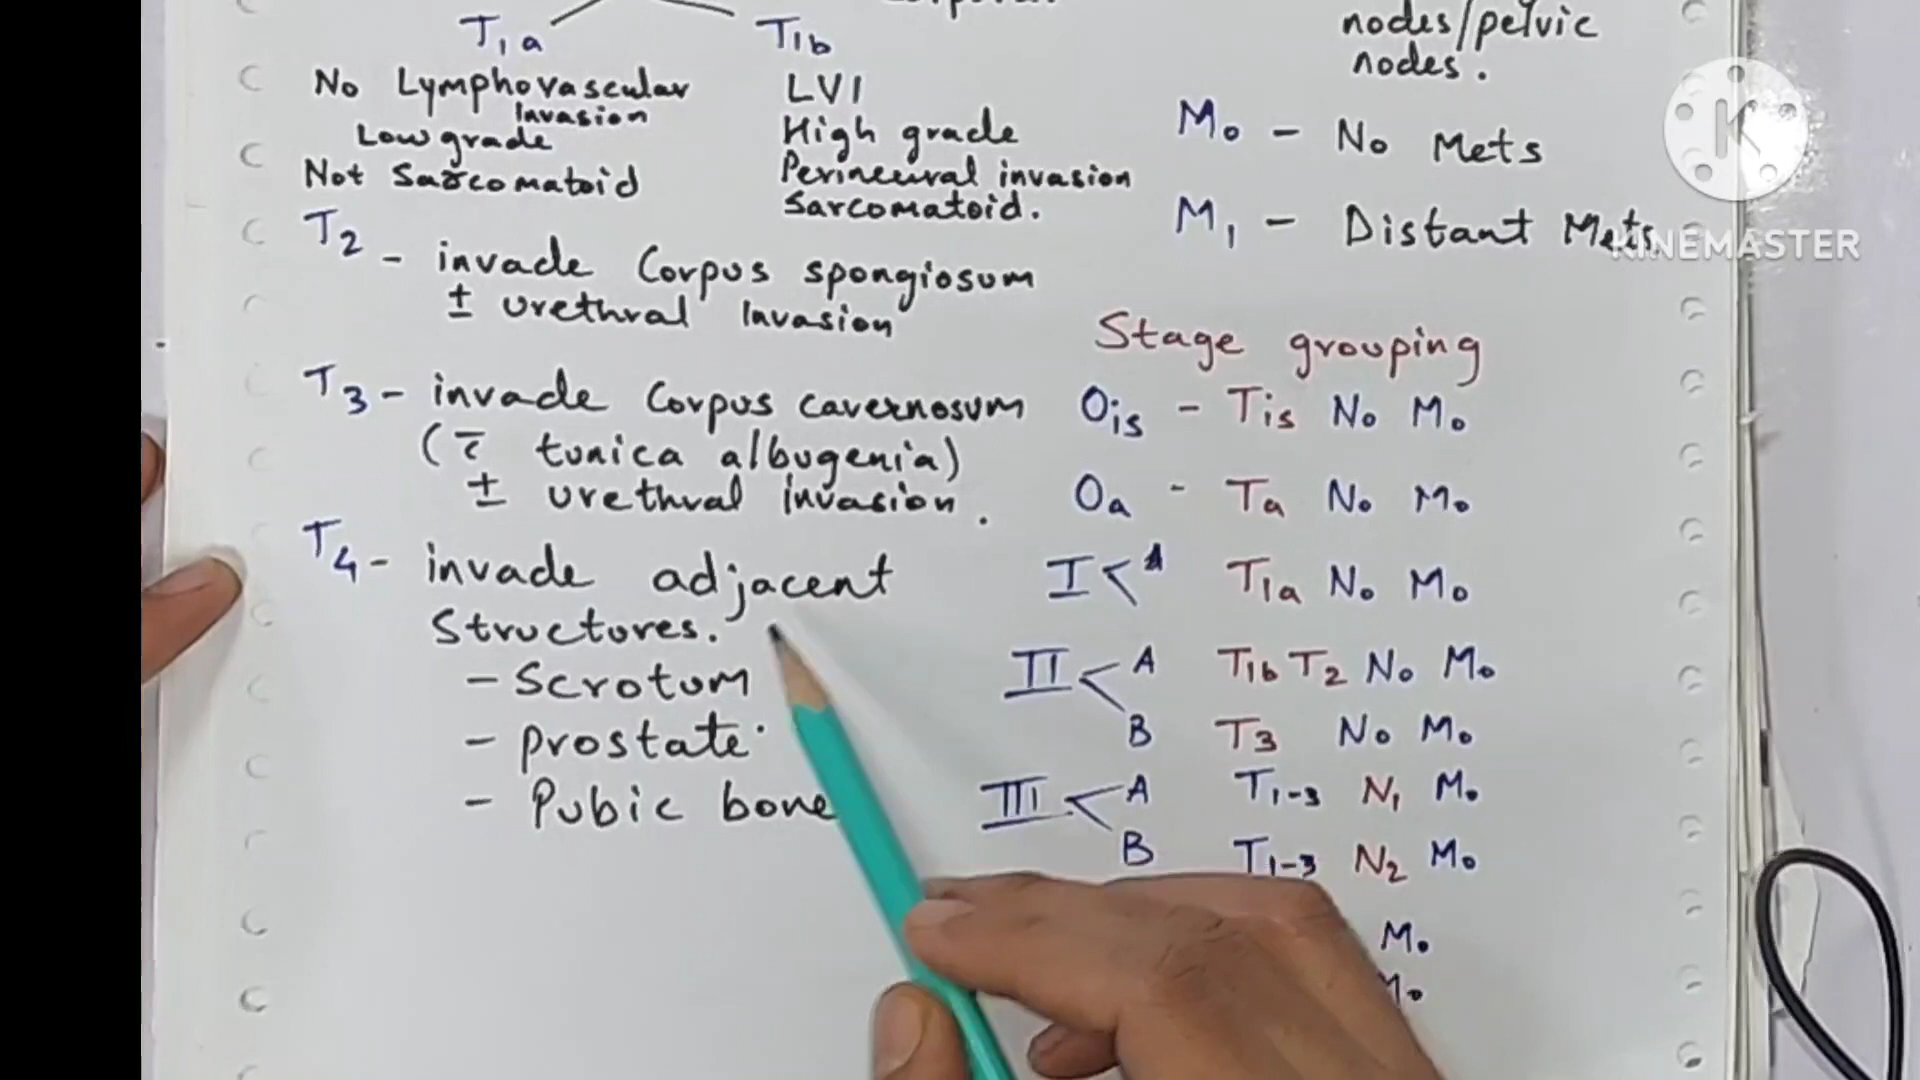 T1a
No Lymphovascular
Invasion
Low grade
Not Sarcomatoid
T1b
LVI
High grade
Perineural invasion
Sarcomatoid.
T2 - invade Corpus spongiosum
± urethral Invasion
T3 - invade Corpus cavernosum
(c̄ tunica albugenia)
± urethral invasion.
T4 - invade adjacent
Structures.
- Scrotum
- prostate
- Pubic bone
nodes/pelvic
nodes.
M0 - No Mets
M1 - Distant Mets
Stage grouping
0is - Tis N0 M0
0a - Ta N0 M0
I < T1a N0 M0
II < A T1b T2 N0 M0
B T3 N0 M0
III < A T1-3 N1 M0
B T1-3 N2 M0
M0
M0
K
KINEMASTER